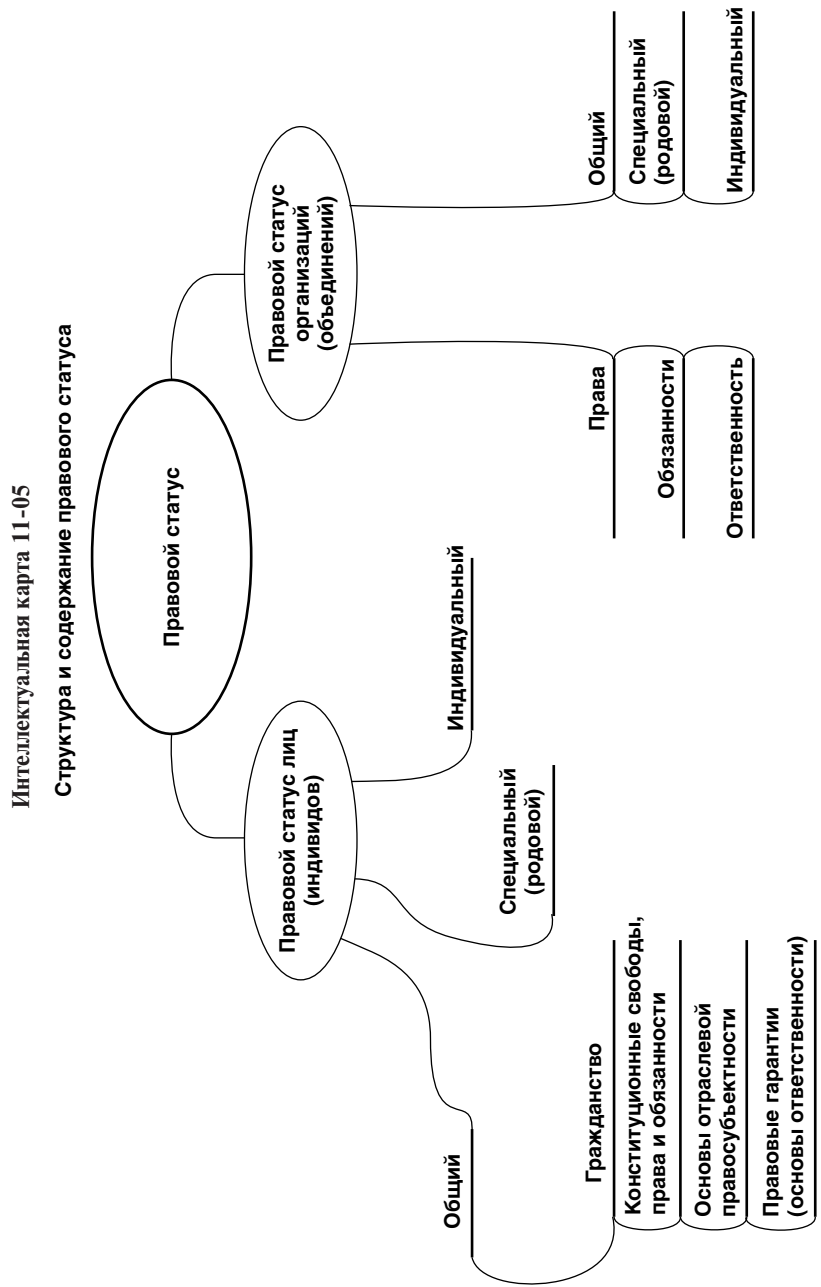 Интеллектуальная карта 11-05
Структура и содержание правового статуса
Правовой статус
Правовой статус лиц
(индивидов)
Правовой статус
организаций
(объединений)
Общий
Гражданство
Конституционные свободы,
права и обязанности
Основы отраслевой
правосубъектности
Правовые гарантии
(основы ответственности)
Специальный
(родовой)
Индивидуальный
Права
Обязанности
Ответственность
Общий
Специальный
(родовой)
Индивидуальный